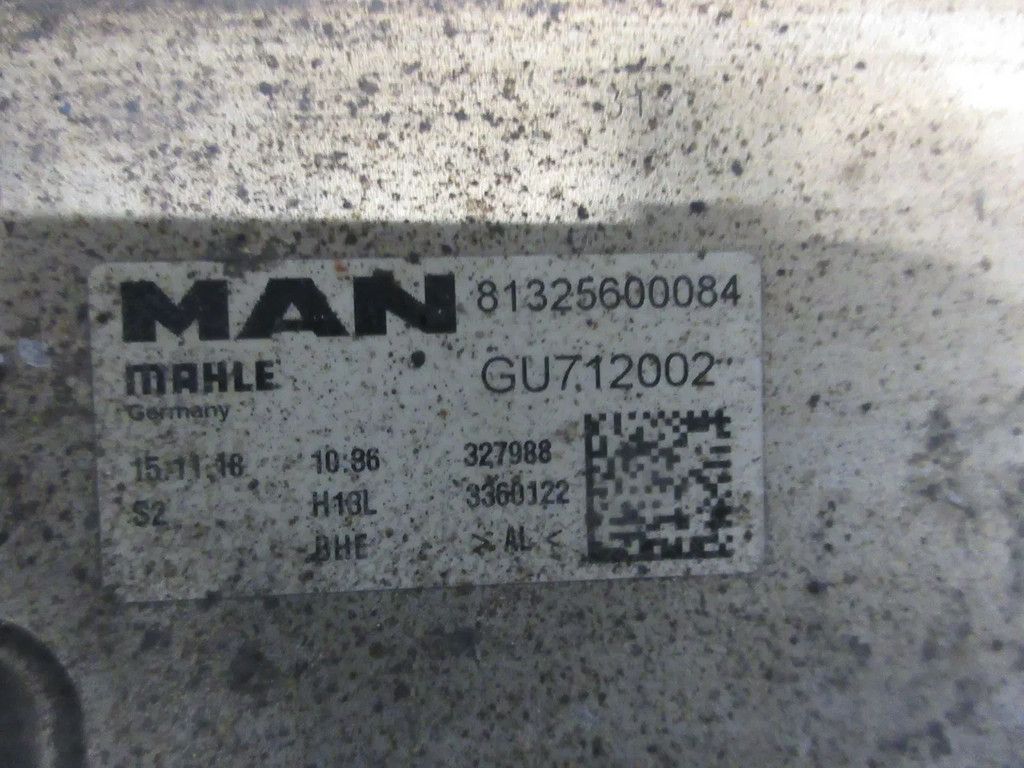 MAN 81325600084
MAHLE GU712002
Germany
15.11.18 10:36 327988
S2 H13L 3360122
BHE > AL <